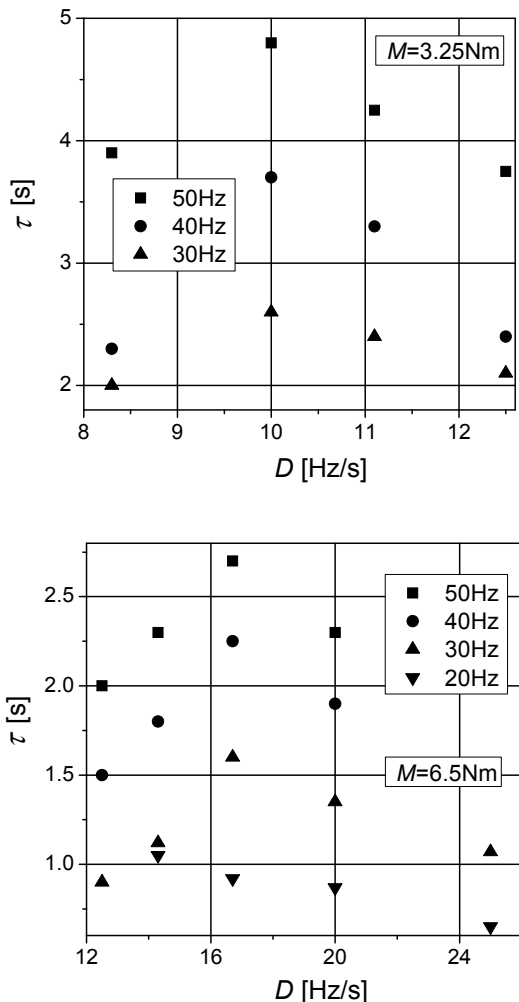 5
M=3.25Nm
4
50Hz
40Hz
30Hz
3
2
τ [s]
8 9 10 11 12
D [Hz/s]
2.5
50Hz
40Hz
30Hz
20Hz
2.0
1.5
M=6.5Nm
1.0
τ [s]
12 16 20 24
D [Hz/s]